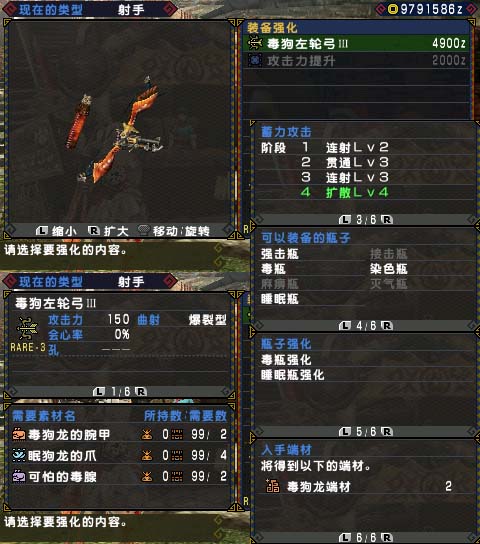 现在的类型 射手
缩小 R 扩大 移动/旋转
请选择要强化的内容。
9791586z
装备强化
毒狗左轮弓III 4900z
攻击力提升 2000z
蓄力攻击
阶段 1 连射Lv2
2 贯通Lv3
3 连射Lv3
4 扩散Lv4
L 3/6 R
可以装备的瓶子
强击瓶 接击瓶
毒瓶 染色瓶
麻痹瓶 灭气瓶
睡眠瓶
L 4/6 R
瓶子强化
毒瓶强化
睡眠瓶强化
L 5/6 R
入手端材
将得到以下的端材。
毒狗龙端材 2
L 6/6 R
现在的类型 射手
毒狗左轮弓III
攻击力 150 曲射 爆裂型
会心率 0%
RARE-3 孔 ---
L 1/6 R
需要素材名 所持数/需要数
毒狗龙的腕甲 0 99/ 2
眠狗龙的爪 0 99/ 4
可怕的毒腺 0 99/ 2
请选择要强化的内容。